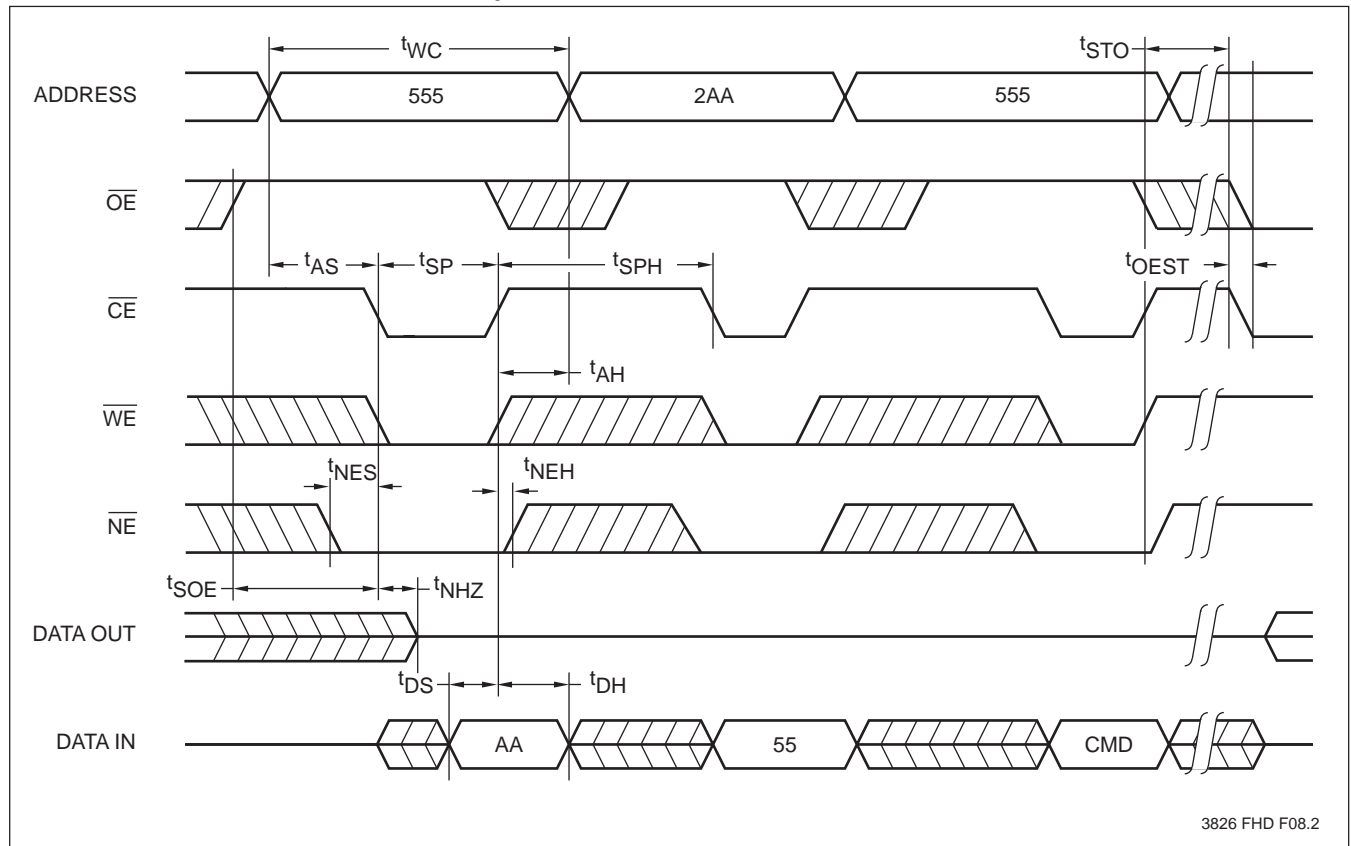 tWC
tSTO
ADDRESS
555
2AA
555
OE
tAS
tSP
tSPH
tOEST
CE
tAH
WE
tNES
tNEH
NE
tSOE
tNHZ
DATA OUT
tDS
tDH
DATA IN
AA
55
CMD
3826 FHD F08.2